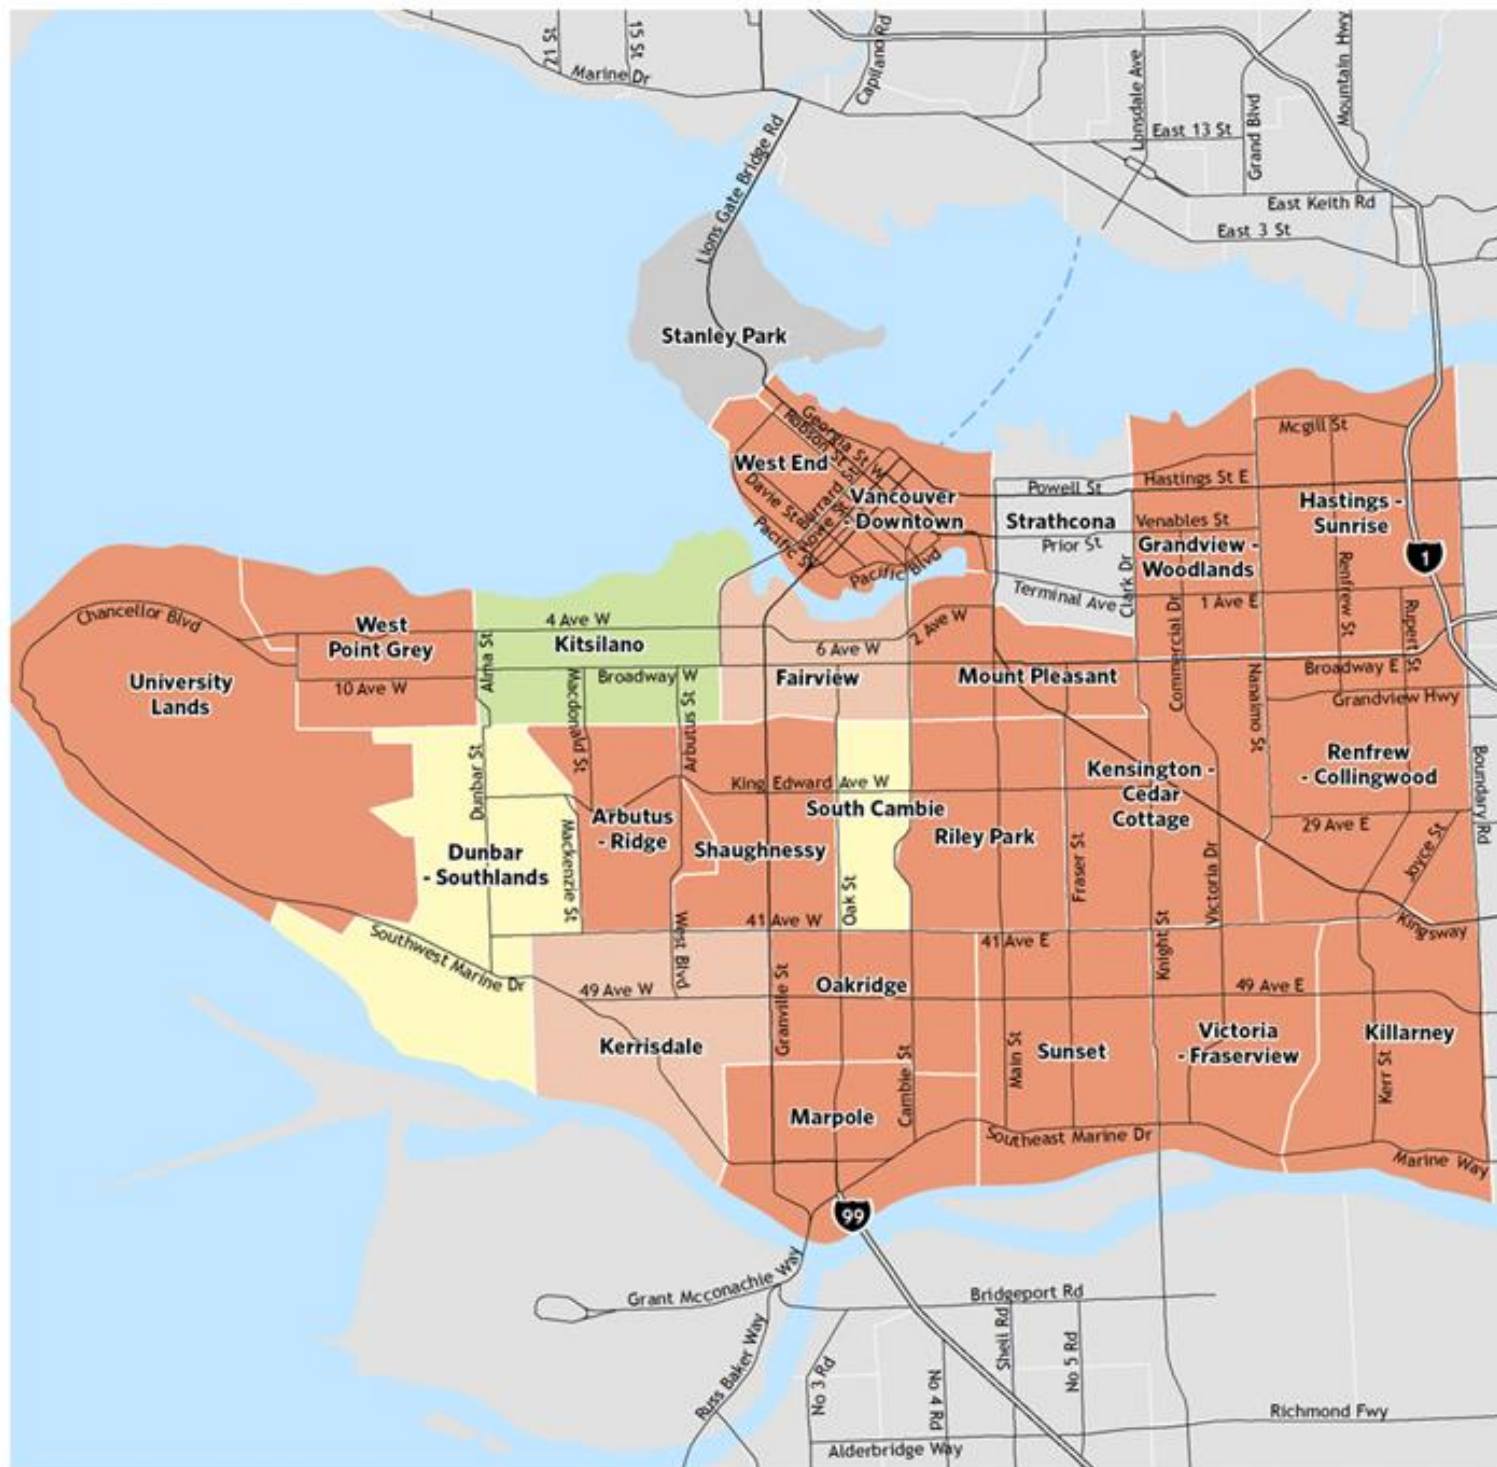 21 St
15 St
Marine Dr
Capilano Rd
Lonsdale Ave
Grand Blvd
Mountain Hwy
East 13 St
East Keith Rd
East 3 St
Lions Gate Bridge Rd
Stanley Park
Georgia St W
Robson St
West End
Davie St
Burrard St
Howe St
Pacific St
Vancouver
- Downtown
Pacific Blvd
Powell St
Hastings St E
Mcgill St
Strathcona
Venables St
Prior St
Hastings -
Sunrise
Grandview -
Woodlands
1
Terminal Ave
Clark Dr
1 Ave E
Commercial Dr
Renfrew St
Rupert St
Nanaimo St
Broadway E
Grandview Hwy
Chancellor Blvd
West
Point Grey
University
Lands
10 Ave W
Alma St
4 Ave W
Kitsilano
Broadway W
Macdonald St
Arbutus St
6 Ave W
2 Ave W
Fairview
Mount Pleasant
Dunbar St
King Edward Ave W
South Cambie
Arbutus
- Ridge
Shaughnessy
Riley Park
Kensington -
Cedar
Cottage
Renfrew
- Collingwood
Boundary Rd
29 Ave E
Joyce St
Dunbar
- Southlands
Mackenzie St
Oak St
Fraser St
Victoria Dr
41 Ave W
41 Ave E
Kingsway
Southwest Marine Dr
West Blvd
Knight St
49 Ave W
Granville St
Oakridge
49 Ave E
Kerrisdale
Main St
Sunset
Victoria
- Fraserview
Killarney
Kerr St
Cambie St
Marpole
Southeast Marine Dr
Marine Way
99
Grant Mcconachie Way
Bridgeport Rd
Russ Baker Way
No 3 Rd
No 4 Rd
Shell Rd
No 5 Rd
Richmond Fwy
Alderbridge Way